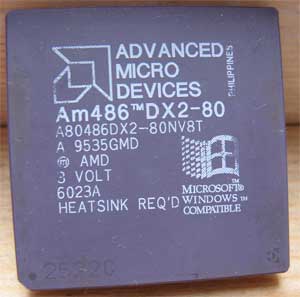 ADVANCED
MICRO
DEVICES
PHILIPPINES
Am486™DX2-80
A80486DX2-80NV8T
A 9535GMD
Ⓜ AMD
3 VOLT
6023A
HEATSINK REQ'D
MICROSOFT®
WINDOWS™
COMPATIBLE